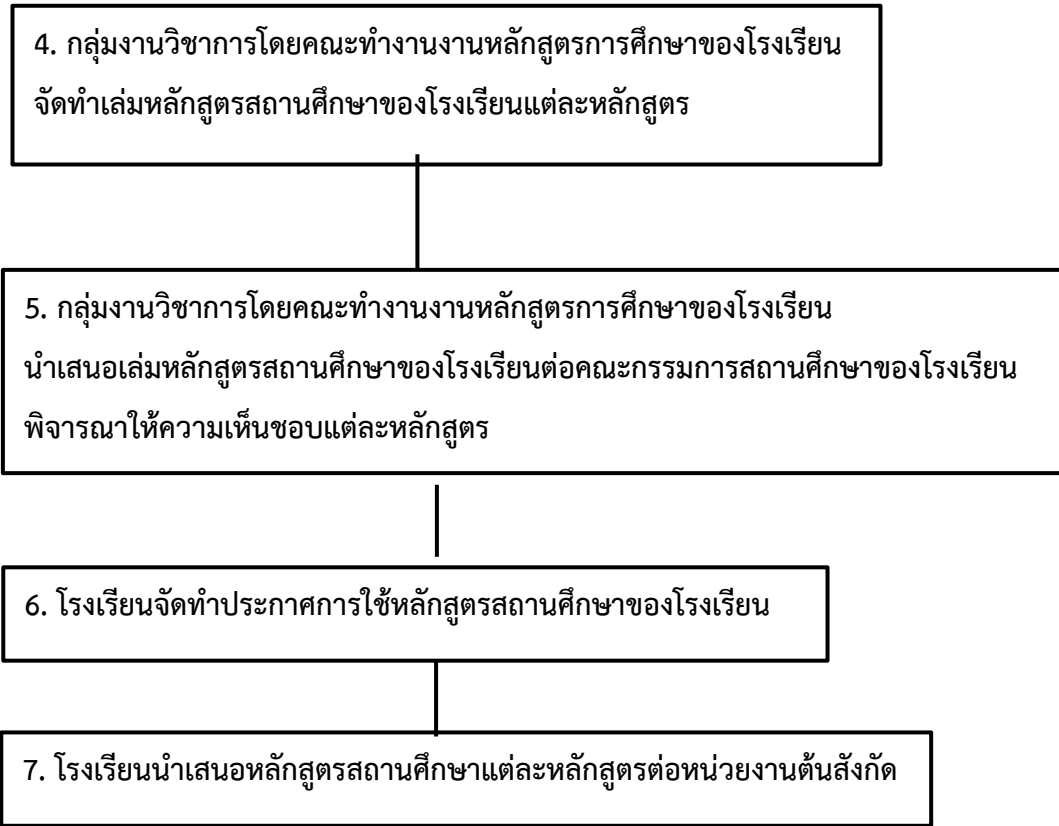 4. กลุ่มงานวิชาการโดยคณะทำงานงานหลักสูตรการศึกษาของโรงเรียน
จัดทำเล่มหลักสูตรสถานศึกษาของโรงเรียนแต่ละหลักสูตร
5. กลุ่มงานวิชาการโดยคณะทำงานงานหลักสูตรการศึกษาของโรงเรียน
นำเสนอเล่มหลักสูตรสถานศึกษาของโรงเรียนต่อคณะกรรมการสถานศึกษาของโรงเรียน
พิจารณาให้ความเห็นชอบแต่ละหลักสูตร
6. โรงเรียนจัดทำประกาศการใช้หลักสูตรสถานศึกษาของโรงเรียน
7. โรงเรียนนำเสนอหลักสูตรสถานศึกษาแต่ละหลักสูตรต่อหน่วยงานต้นสังกัด